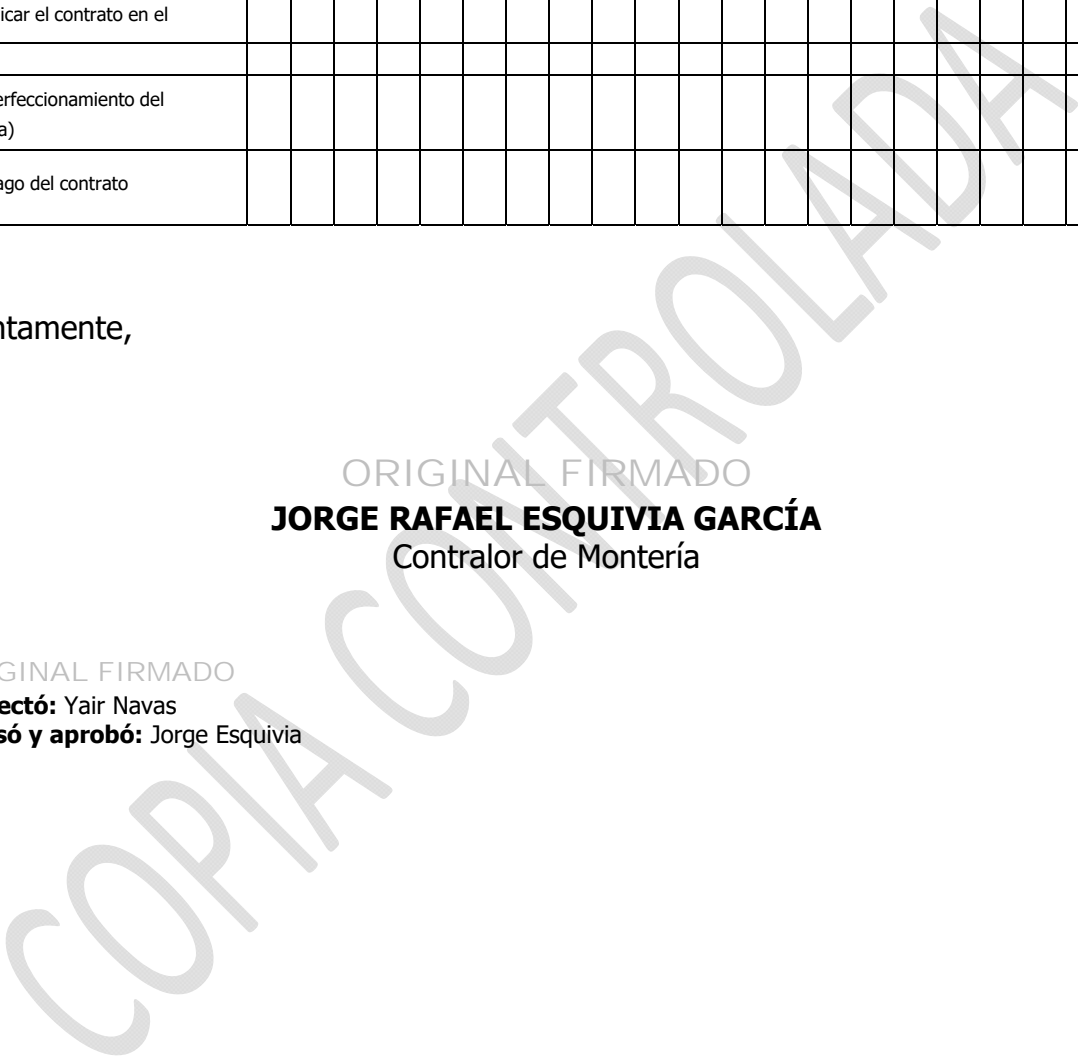 icar el contrato en el
erfeccionamiento del
a)
ago del contrato
ntamente,
ORIGINAL FIRMADO
JORGE RAFAEL ESQUIVIA GARCÍA
Contralor de Montería
GINAL FIRMADO
ectó: Yair Navas
só y aprobó: Jorge Esquivia
COPIA CONTROLADA